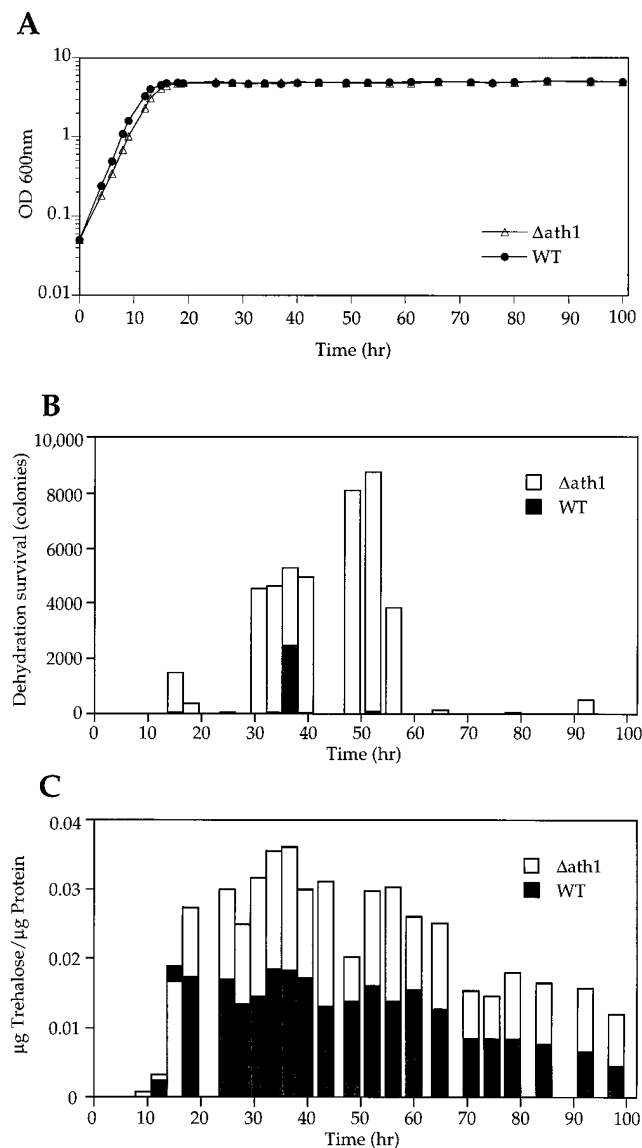 A
10
1
0.1
0.01
OD 600nm
Δath1
WT
0 10 20 30 40 50 60 70 80 90 100
Time (hr)
B
10,000
8000
6000
4000
2000
0
Dehydration survival (colonies)
Δath1
WT
0 10 20 30 40 50 60 70 80 90 100
Time (hr)
C
0.04
0.03
0.02
0.01
0
μg Trehalose/μg Protein
Δath1
WT
0 10 20 30 40 50 60 70 80 90 100
Time (hr)